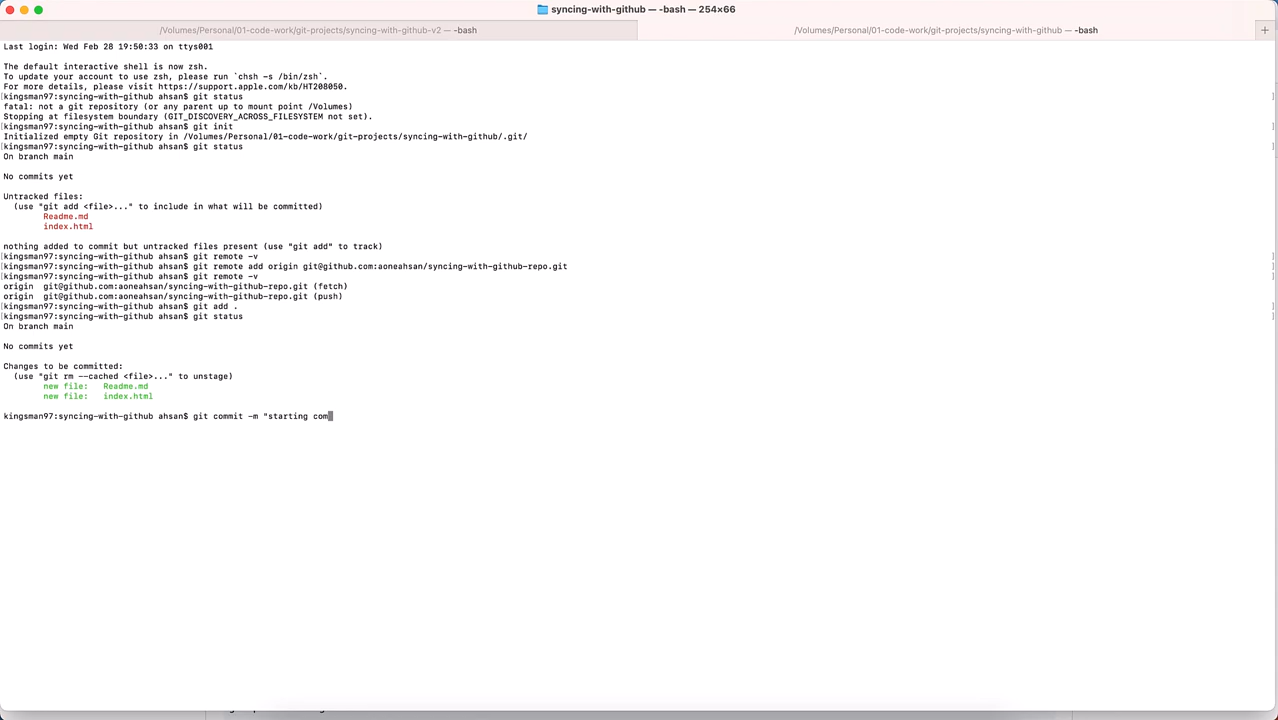 syncing-with-github — -bash — 254×66
/Volumes/Personal/01-code-work/git-projects/syncing-with-github-v2 — -bash
/Volumes/Personal/01-code-work/git-projects/syncing-with-github — -bash
Last login: Wed Feb 28 19:50:33 on ttys001
The default interactive shell is now zsh.
To update your account to use zsh, please run `chsh -s /bin/zsh`.
For more details, please visit https://support.apple.com/kb/HT208050.
[kingsman97:syncing-with-github ahsan$ git status ]
fatal: not a git repository (or any parent up to mount point /Volumes)
Stopping at filesystem boundary (GIT_DISCOVERY_ACROSS_FILESYSTEM not set).
[kingsman97:syncing-with-github ahsan$ git init ]
Initialized empty Git repository in /Volumes/Personal/01-code-work/git-projects/syncing-with-github/.git/
[kingsman97:syncing-with-github ahsan$ git status ]
On branch main
No commits yet
Untracked files:
  (use "git add <file>..." to include in what will be committed)
        Readme.md
        index.html
nothing added to commit but untracked files present (use "git add" to track)
[kingsman97:syncing-with-github ahsan$ git remote -v ]
[kingsman97:syncing-with-github ahsan$ git remote add origin git@github.com:aoneahsan/syncing-with-github-repo.git ]
[kingsman97:syncing-with-github ahsan$ git remote -v ]
origin  git@github.com:aoneahsan/syncing-with-github-repo.git (fetch)
origin  git@github.com:aoneahsan/syncing-with-github-repo.git (push)
[kingsman97:syncing-with-github ahsan$ git add . ]
[kingsman97:syncing-with-github ahsan$ git status ]
On branch main
No commits yet
Changes to be committed:
  (use "git rm --cached <file>..." to unstage)
        new file:   Readme.md
        new file:   index.html
kingsman97:syncing-with-github ahsan$ git commit -m "starting com